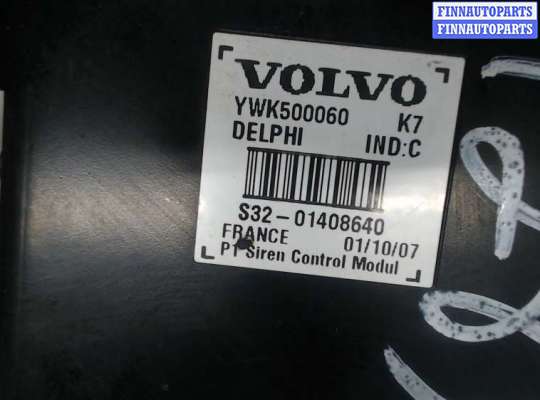 FINNAUTOPARTS
FINNAUTOPARTS
VOLVO
YWK500060 K7
DELPHI IND:C
S32-01408640
FRANCE 01/10/07
P1 Siren Control Modul